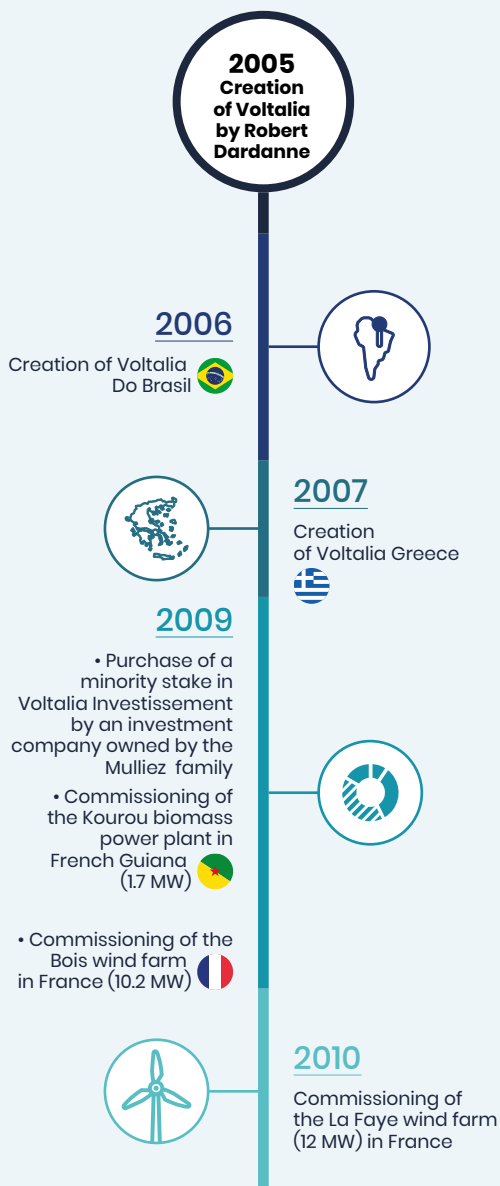 2005
Creation
of Voltalia
by Robert
Dardanne
2006
Creation of Voltalia
Do Brasil
2007
Creation
of Voltalia Greece
2009
• Purchase of a
minority stake in
Voltalia Investissement
by an investment
company owned by the
Mulliez family
• Commissioning of
the Kourou biomass
power plant in
French Guiana
(1.7 MW)
• Commissioning of the
Bois wind farm
in France (10.2 MW)
2010
Commissioning of
the La Faye wind farm
(12 MW) in France